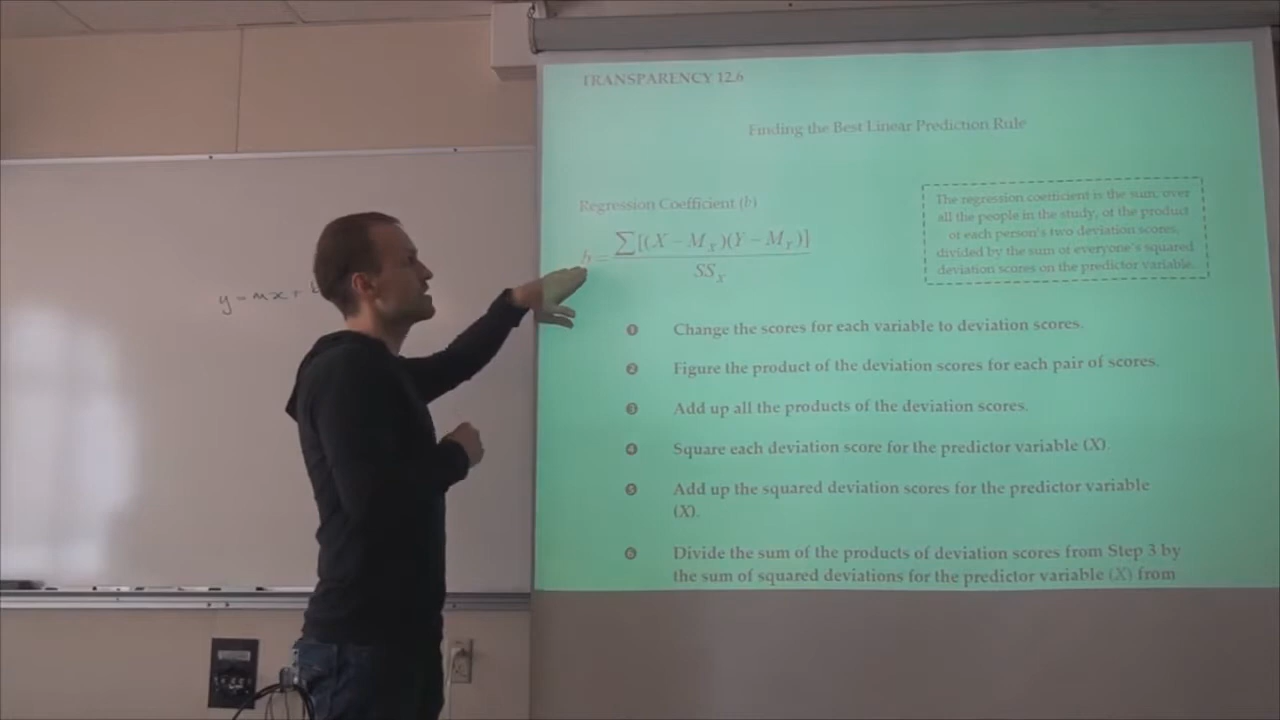 TRANSPARENCY 12.6
Finding the Best Linear Prediction Rule
Regression Coefficient (b)
b = ∑[(X − M_X)(Y − M_Y)]
SS_X
The regression coefficient is the sum, over
all the people in the study, of the product
of each person's two deviation scores,
divided by the sum of everyone's squared
deviation scores on the predictor variable.
y = mx +
❶ Change the scores for each variable to deviation scores.
❷ Figure the product of the deviation scores for each pair of scores.
❸ Add up all the products of the deviation scores.
❹ Square each deviation score for the predictor variable (X).
❺ Add up the squared deviation scores for the predictor variable
(X).
❻ Divide the sum of the products of deviation scores from Step 3 by
the sum of squared deviations for the predictor variable (X) from